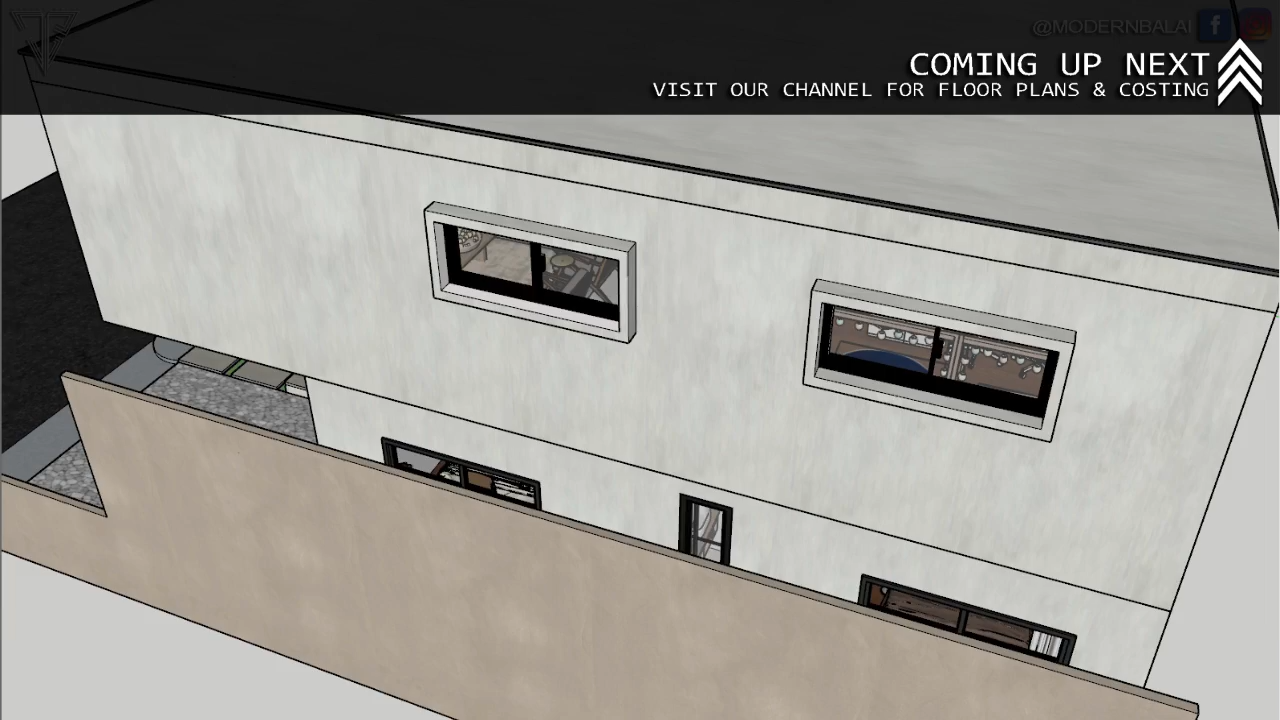 @MODERNBALAI
COMING UP NEXT
VISIT OUR CHANNEL FOR FLOOR PLANS & COSTING